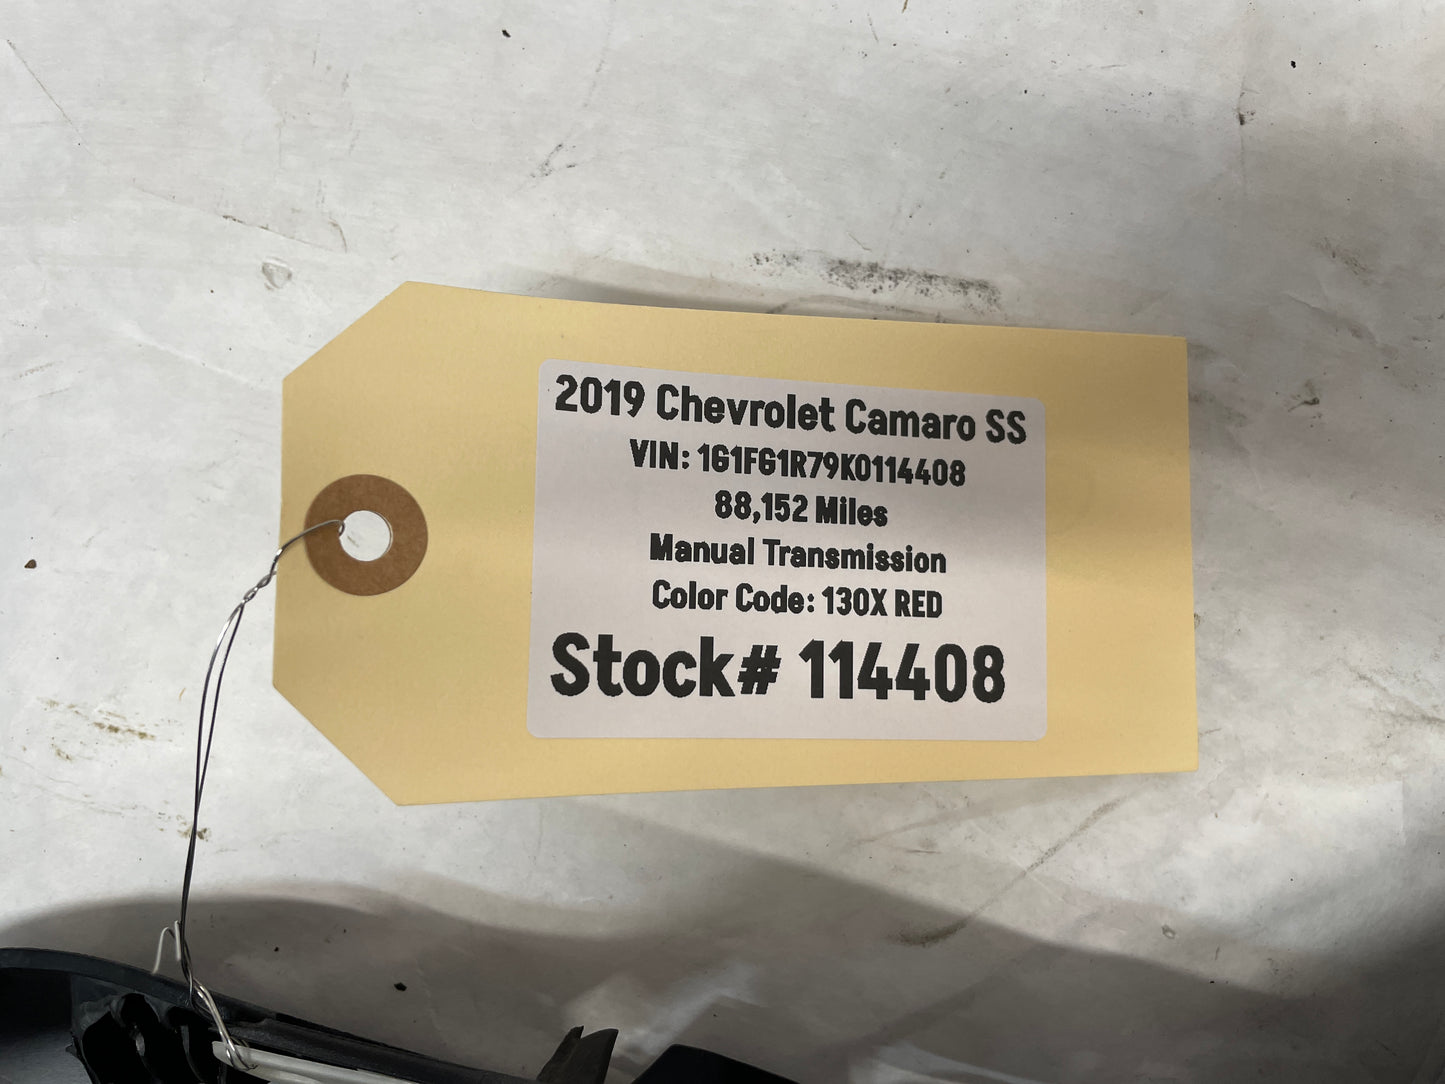 2019 Chevrolet Camaro SS
VIN: 1G1FG1R79K0114408
88,152 Miles
Manual Transmission
Color Code: 130X RED
Stock# 114408